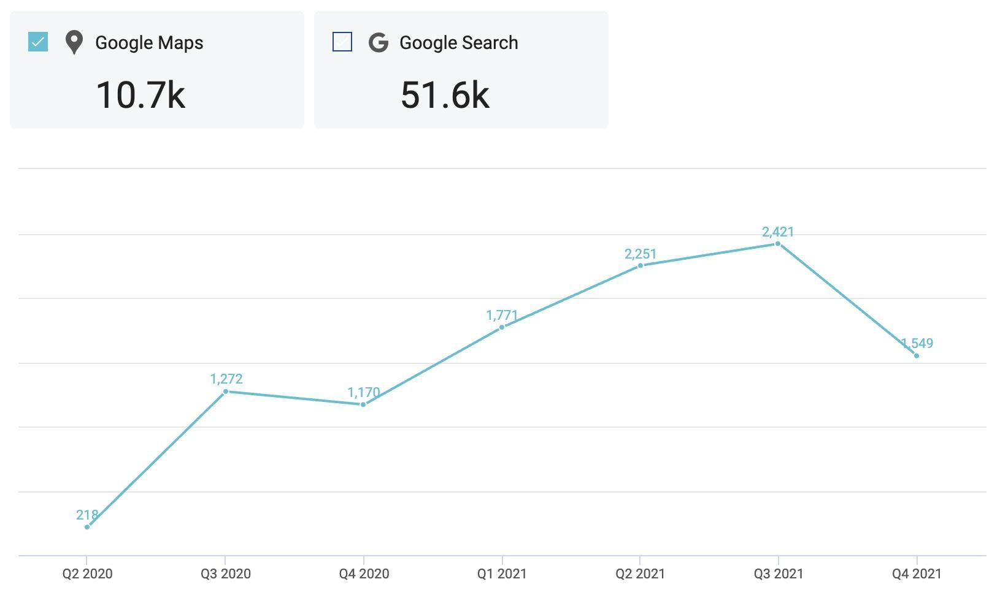 Google Maps
10.7k
Google Search
51.6k
2,421
2,251
1,771
1,549
1,272
1,170
218
Q2 2020 Q3 2020 Q4 2020 Q1 2021 Q2 2021 Q3 2021 Q4 2021